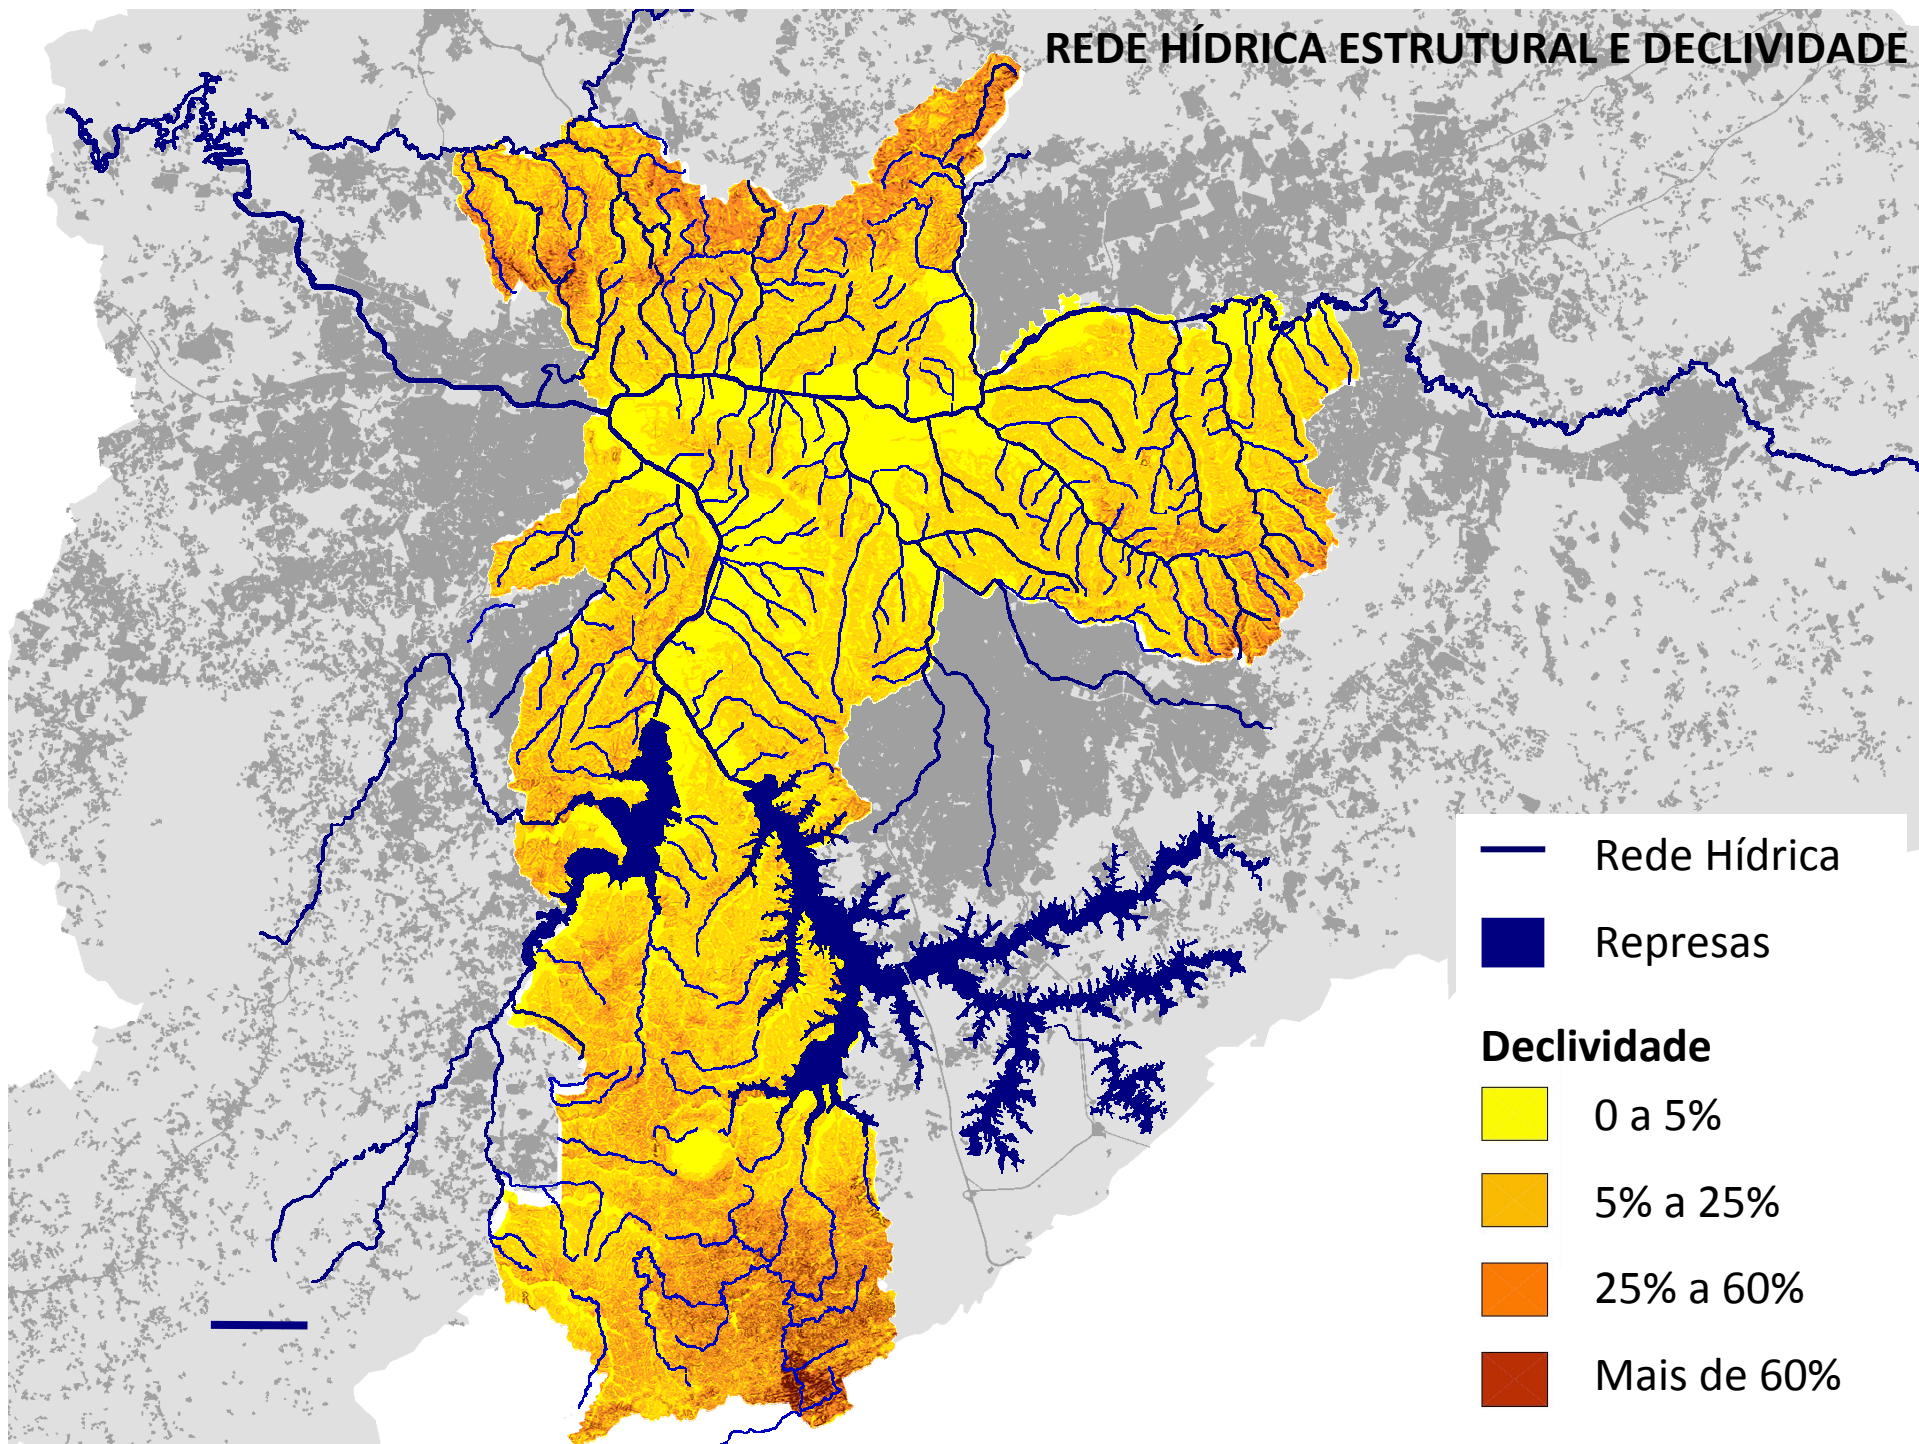 REDE HÍDRICA ESTRUTURAL E DECLIVIDADE
Rede Hídrica
Represas
Declividade
0 a 5%
5% a 25%
25% a 60%
Mais de 60%